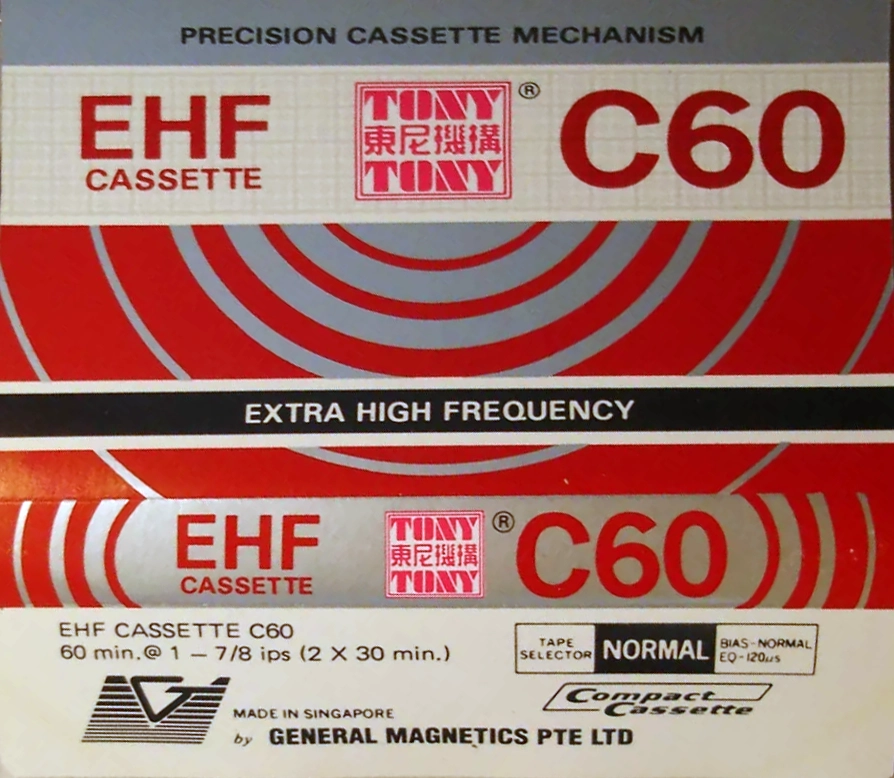 PRECISION CASSETTE MECHANISM
EHF
CASSETTE
TONY
東尼機構
TONY
®
C60
EXTRA HIGH FREQUENCY
EHF
CASSETTE
TONY
東尼機構
TONY
®
C60
EHF CASSETTE C60
60 min.@ 1 – 7/8 ips (2 X 30 min.)
TAPE
SELECTOR
NORMAL
BIAS-NORMAL
EQ-120μs
Compact
Cassette
MADE IN SINGAPORE
by GENERAL MAGNETICS PTE LTD